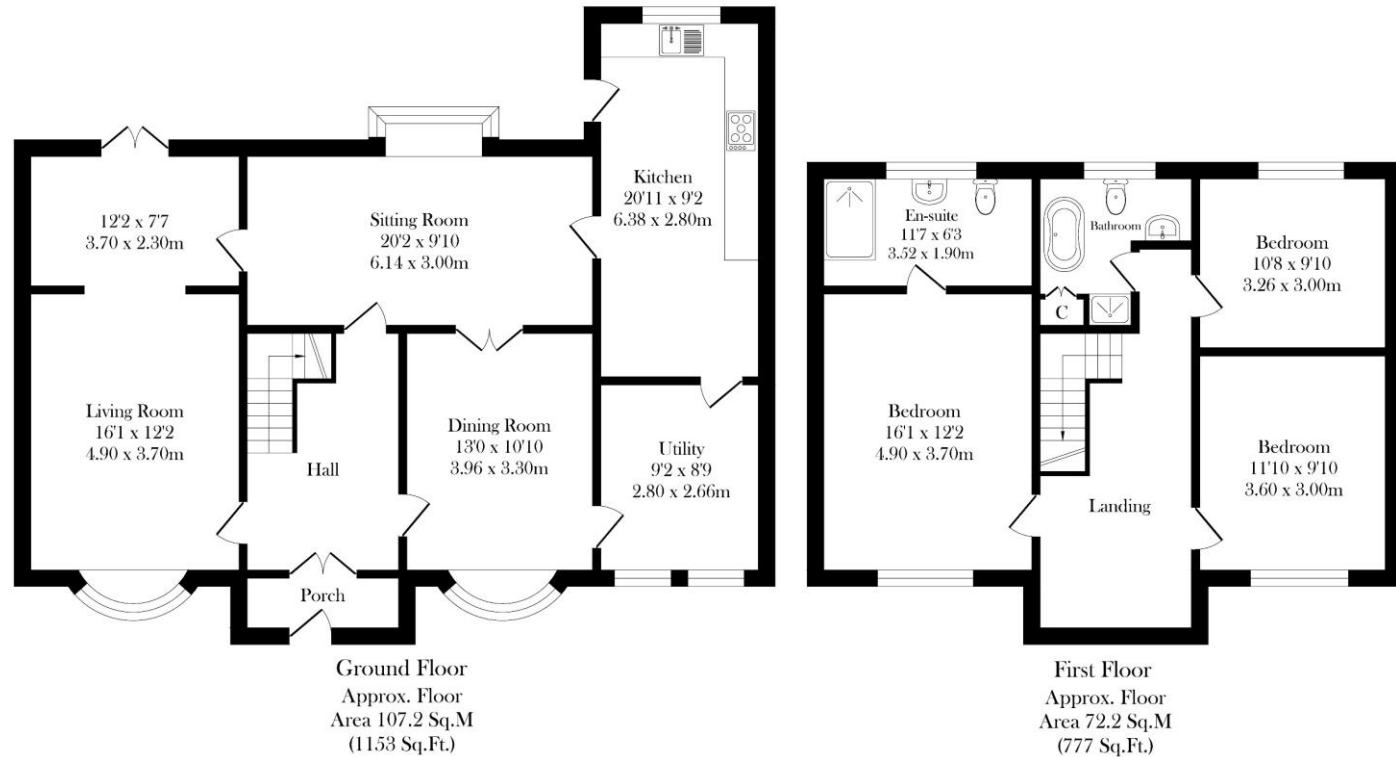 12'2 x 7'7
3.70 x 2.30m
Sitting Room
20'2 x 9'10
6.14 x 3.00m
Kitchen
20'11 x 9'2
6.38 x 2.80m
Living Room
16'1 x 12'2
4.90 x 3.70m
Hall
Dining Room
13'0 x 10'10
3.96 x 3.30m
Utility
9'2 x 8'9
2.80 x 2.66m
Porch
Ground Floor
Approx. Floor
Area 107.2 Sq.M
(1153 Sq.Ft.)
En-suite
11'7 x 6'3
3.52 x 1.90m
Bathroom
Bedroom
10'8 x 9'10
3.26 x 3.00m
C
Bedroom
16'1 x 12'2
4.90 x 3.70m
Bedroom
11'10 x 9'10
3.60 x 3.00m
Landing
First Floor
Approx. Floor
Area 72.2 Sq.M
(777 Sq.Ft.)